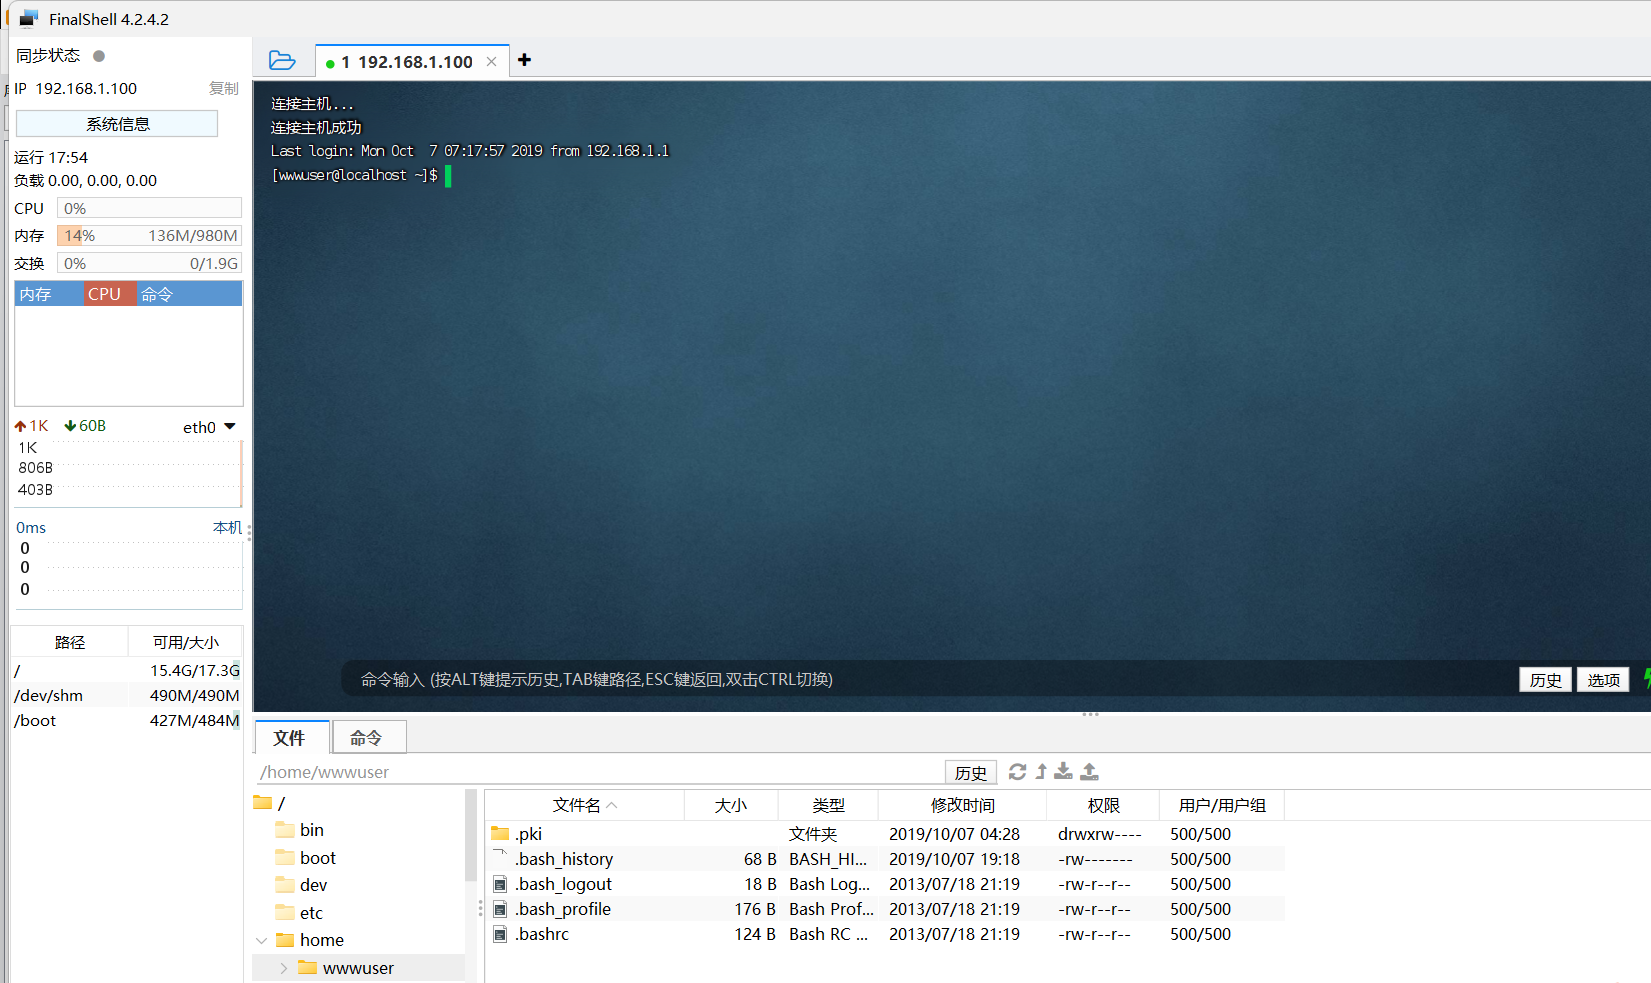 FinalShell 4.2.4.2
同步状态
IP 192.168.1.100 复制
系统信息
运行 17:54
负载 0.00, 0.00, 0.00
CPU 0%
内存 14% 136M/980M
交换 0% 0/1.9G
内存 CPU 命令
1K 60B eth0
1K
806B
403B
0ms 本机
0
0
0
路径 可用/大小
/ 15.4G/17.3G
/dev/shm 490M/490M
/boot 427M/484M
1 192.168.1.100
连接主机...
连接主机成功
Last login: Mon Oct  7 07:17:57 2019 from 192.168.1.1
[wwwuser@localhost ~]$
命令输入 (按ALT键提示历史,TAB键路径,ESC键返回,双击CTRL切换)
历史 选项
文件 命令
/home/wwwuser 历史
/
bin
boot
dev
etc
home
wwwuser
文件名 大小 类型 修改时间 权限 用户/用户组
.pki 文件夹 2019/10/07 04:28 drwxrw---- 500/500
.bash_history 68 B BASH_HI... 2019/10/07 19:18 -rw------- 500/500
.bash_logout 18 B Bash Log... 2013/07/18 21:19 -rw-r--r-- 500/500
.bash_profile 176 B Bash Prof... 2013/07/18 21:19 -rw-r--r-- 500/500
.bashrc 124 B Bash RC ... 2013/07/18 21:19 -rw-r--r-- 500/500